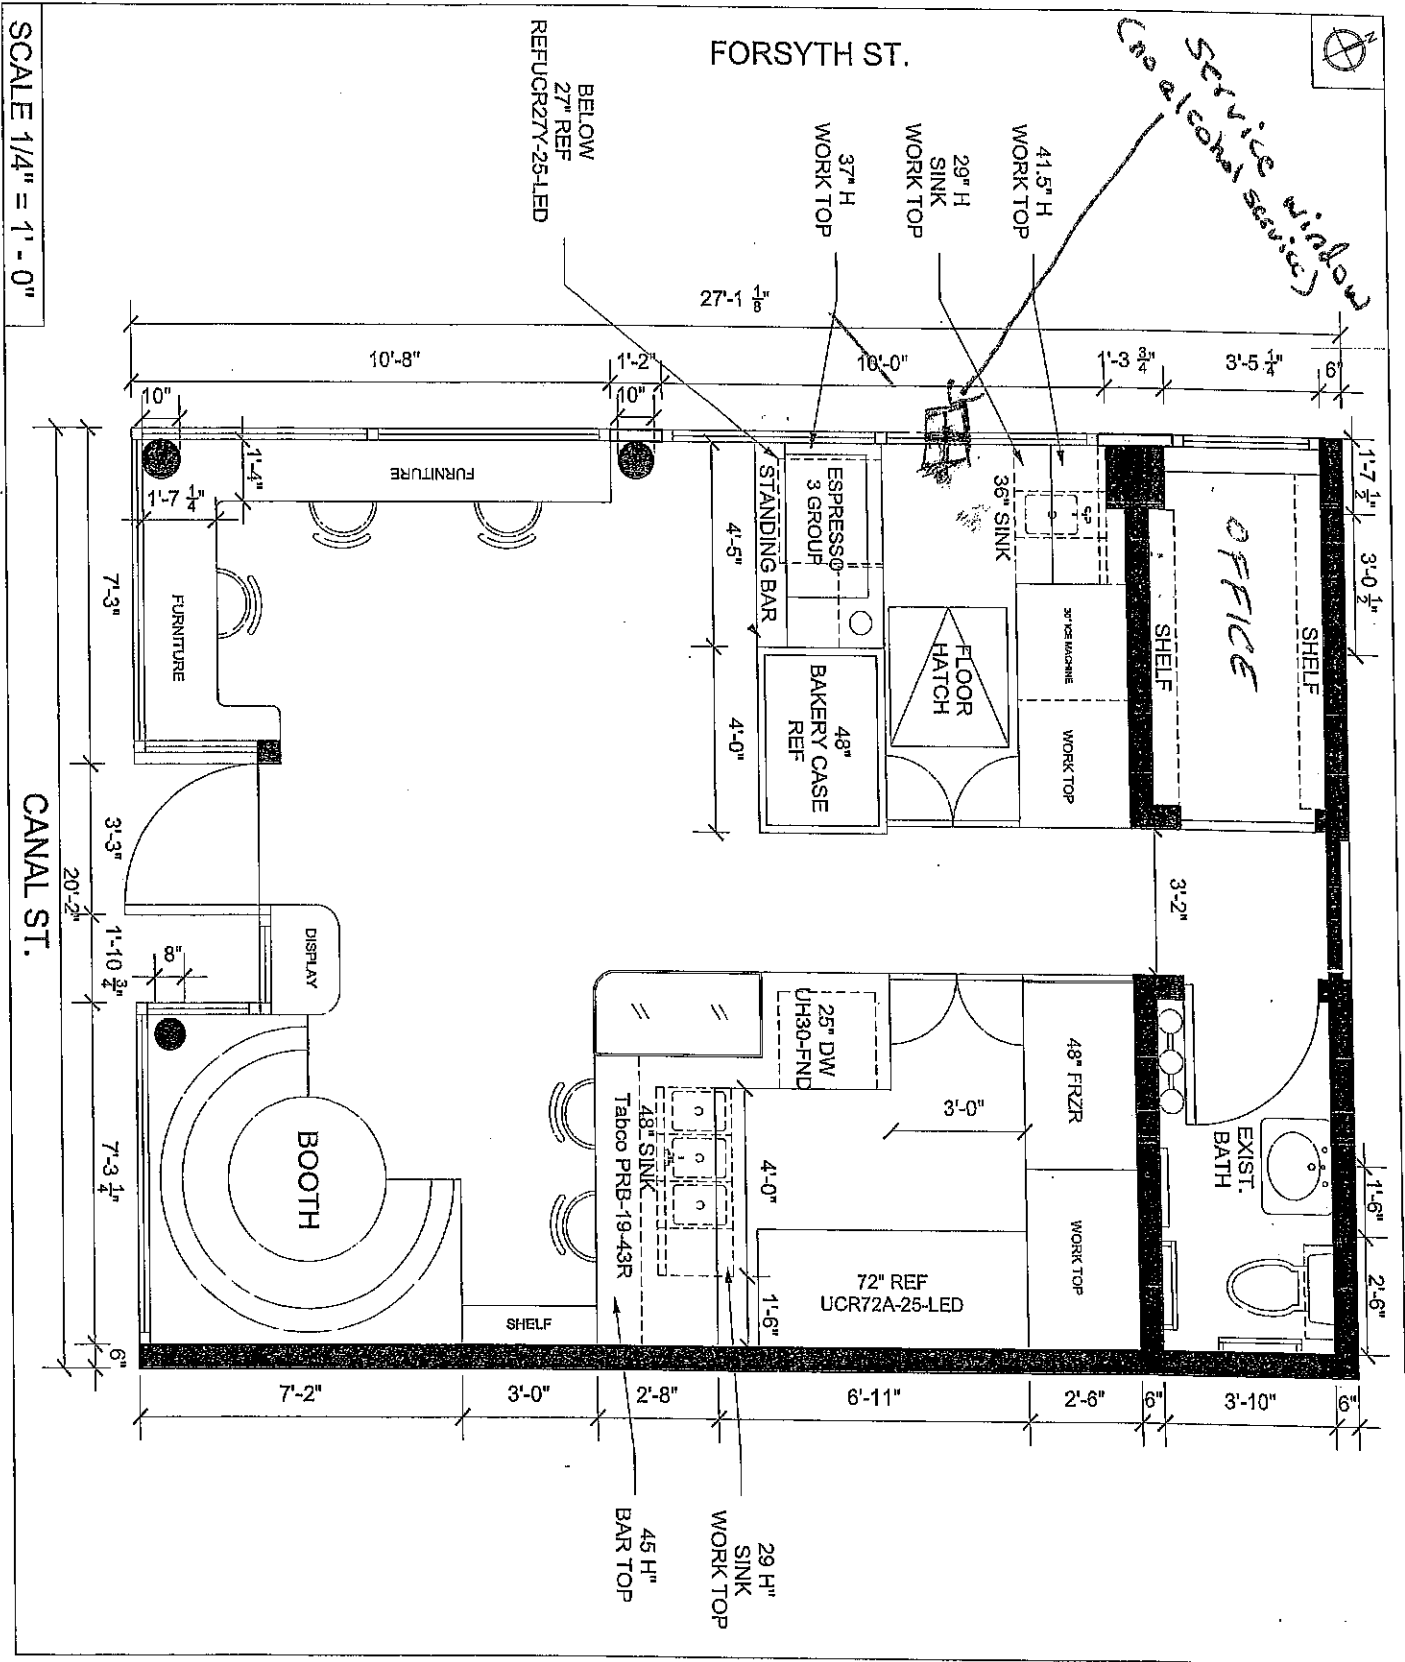 N
Service window
(no alcohol service)
FORSYTH ST.
41.5" H
WORK TOP
29" H
SINK
WORK TOP
37" H
WORK TOP
BELOW
27" REF
REFUCR27Y-25-LED
SCALE 1/4" = 1' - 0"
27'-1 1/8"
10'-8"
1'-2"
10'-0"
1'-3 3/4"
3'-5 1/4"
6"
10"
10"
1'-4"
1'-7 1/4"
FURNITURE
FURNITURE
STANDING BAR
ESPRESSO
3 GROUP
36" SINK
OFFICE
SHELF
SHELF
1'-7 1/2"
3'-0 1/2"
4'-5"
4'-0"
48"
BAKERY CASE
REF
FLOOR
HATCH
30" ICE MACHINE
WORK TOP
7'-3"
3'-3"
20'-2"
1'-10 3/4"
8"
7'-3 1/4"
6"
CANAL ST.
DISPLAY
3'-2"
25" DW
UH30-FND
48" FRZR
3'-0"
EXIST.
BATH
1'-6"
2'-6"
BOOTH
48" SINK
Tabco PRB-19-43R
4'-0"
1'-6"
72" REF
UCR72A-25-LED
WORK TOP
SHELF
7'-2"
3'-0"
2'-8"
6'-11"
2'-6"
6"
3'-10"
6"
29 H"
SINK
WORK TOP
45 H"
BAR TOP